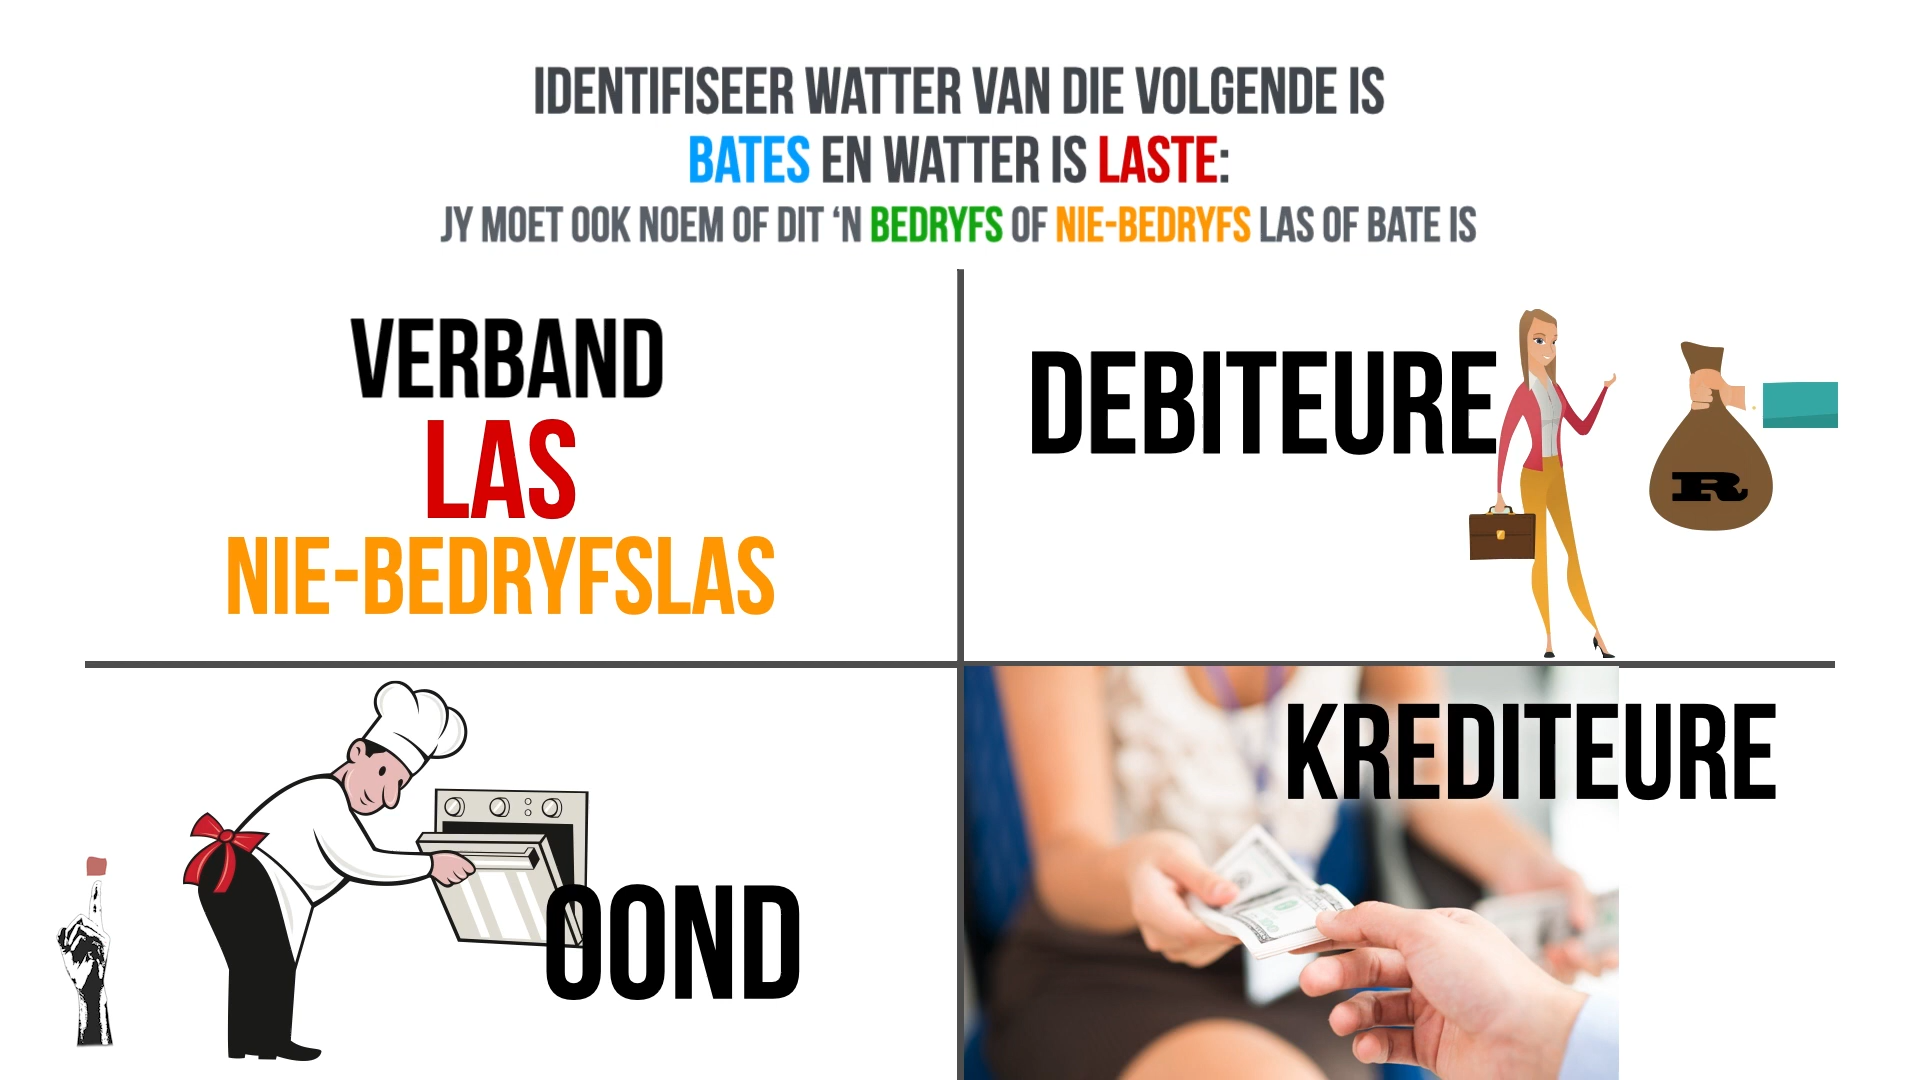 IDENTIFISEER WATTER VAN DIE VOLGENDE IS
BATES EN WATTER IS LASTE:
JY MOET OOK NOEM OF DIT ‘N BEDRYFS OF NIE-BEDRYFS LAS OF BATE IS
VERBAND
LAS
NIE-BEDRYFSLAS
DEBITEURE
R
OOND
KREDITEURE